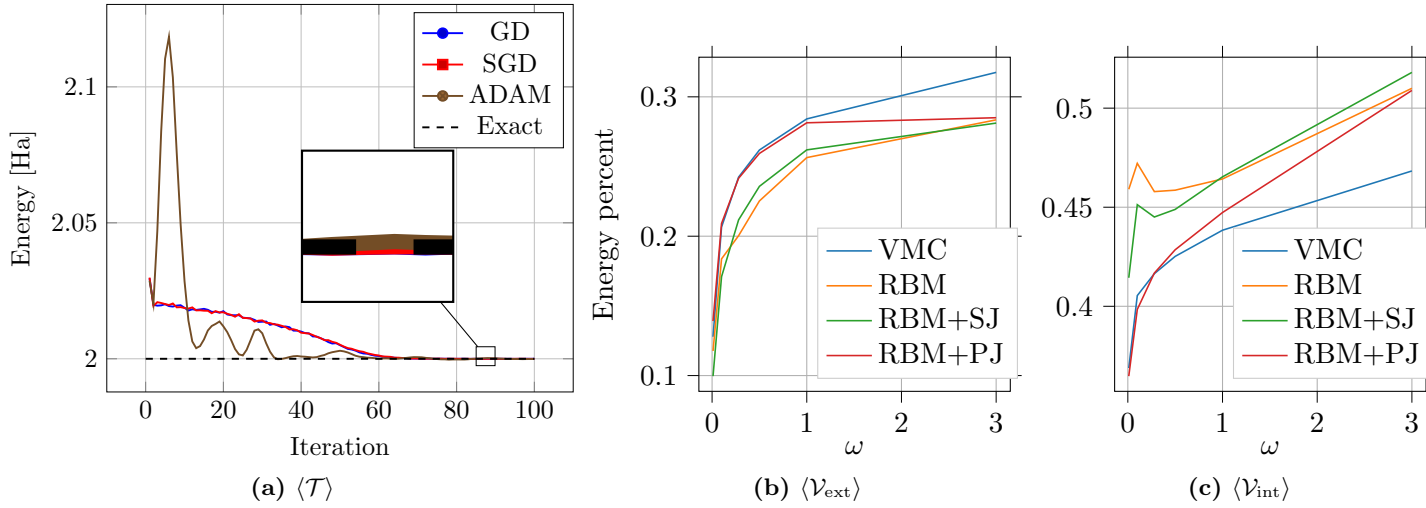 Energy [Ha]
2.1
2.05
2
0
20
40
60
80
100
Iteration
GD
SGD
ADAM
Exact
(a) ⟨𝒯⟩
Energy percent
0.3
0.2
0.1
0
1
2
3
ω
VMC
RBM
RBM+SJ
RBM+PJ
(b) ⟨𝒱ext⟩
0.5
0.45
0.4
0
1
2
3
ω
VMC
RBM
RBM+SJ
RBM+PJ
(c) ⟨𝒱int⟩